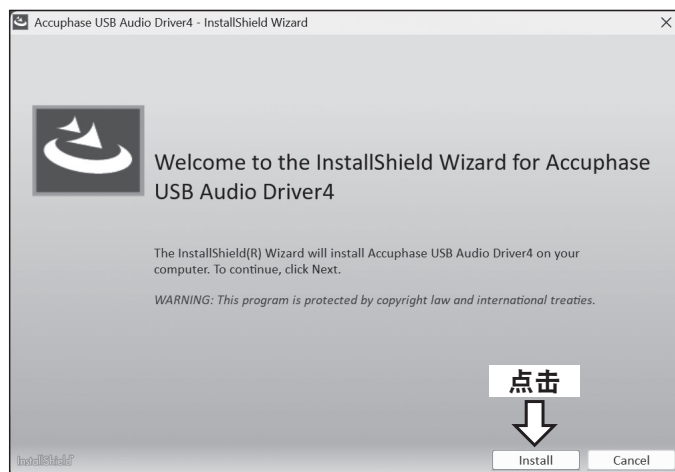 Accuphase USB Audio Driver4 - InstallShield Wizard
Welcome to the InstallShield Wizard for Accuphase
USB Audio Driver4
The InstallShield(R) Wizard will install Accuphase USB Audio Driver4 on your
computer. To continue, click Next.
WARNING: This program is protected by copyright law and international treaties.
点击
InstallShield
Install Cancel